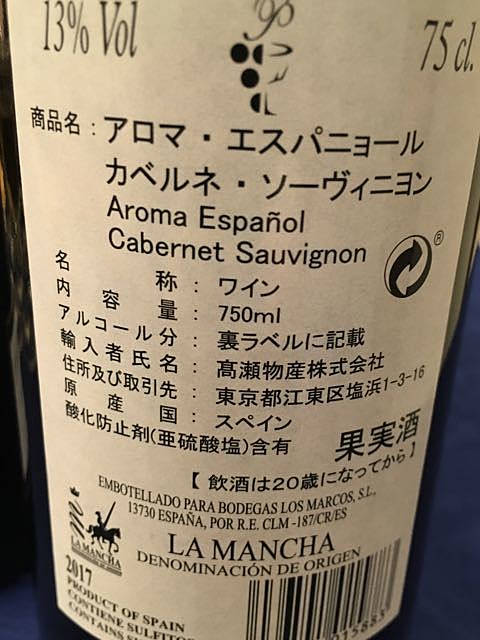 13% Vol
75 cl.
商品名：アロマ・エスパニョール
カベルネ・ソーヴィニヨン
Aroma Español
Cabernet Sauvignon
名称：ワイン
内容量：750ml
アルコール分：裏ラベルに記載
輸入者氏名：高瀬物産株式会社
住所及び取引先：東京都江東区塩浜1-3-16
原産国：スペイン
酸化防止剤(亜硫酸塩)含有
果実酒
【飲酒は20歳になってから】
EMBOTELLADO PARA BODEGAS LOS MARCOS, S.L.,
13730 ESPAÑA, POR R.E. CLM -187/CR/ES
LA MANCHA
DENOMINACIÓN DE ORIGEN
LA MANCHA
2017
PRODUCT OF SPAIN
CONTIENE SULFITOS